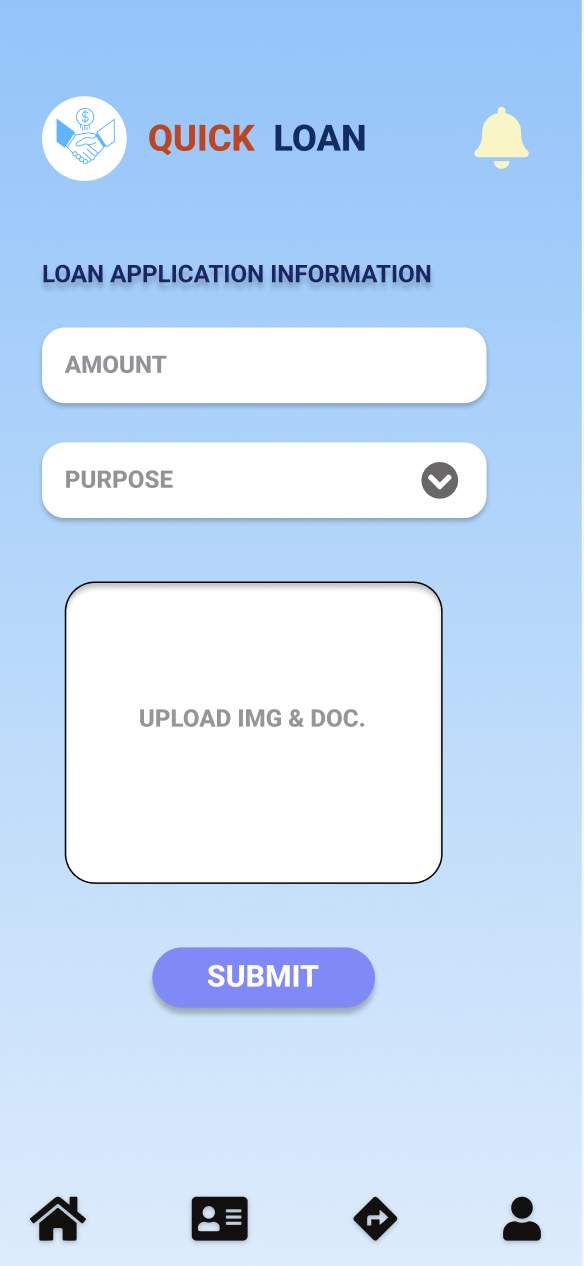 QUICK LOAN
LOAN APPLICATION INFORMATION
AMOUNT
PURPOSE
UPLOAD IMG & DOC.
SUBMIT